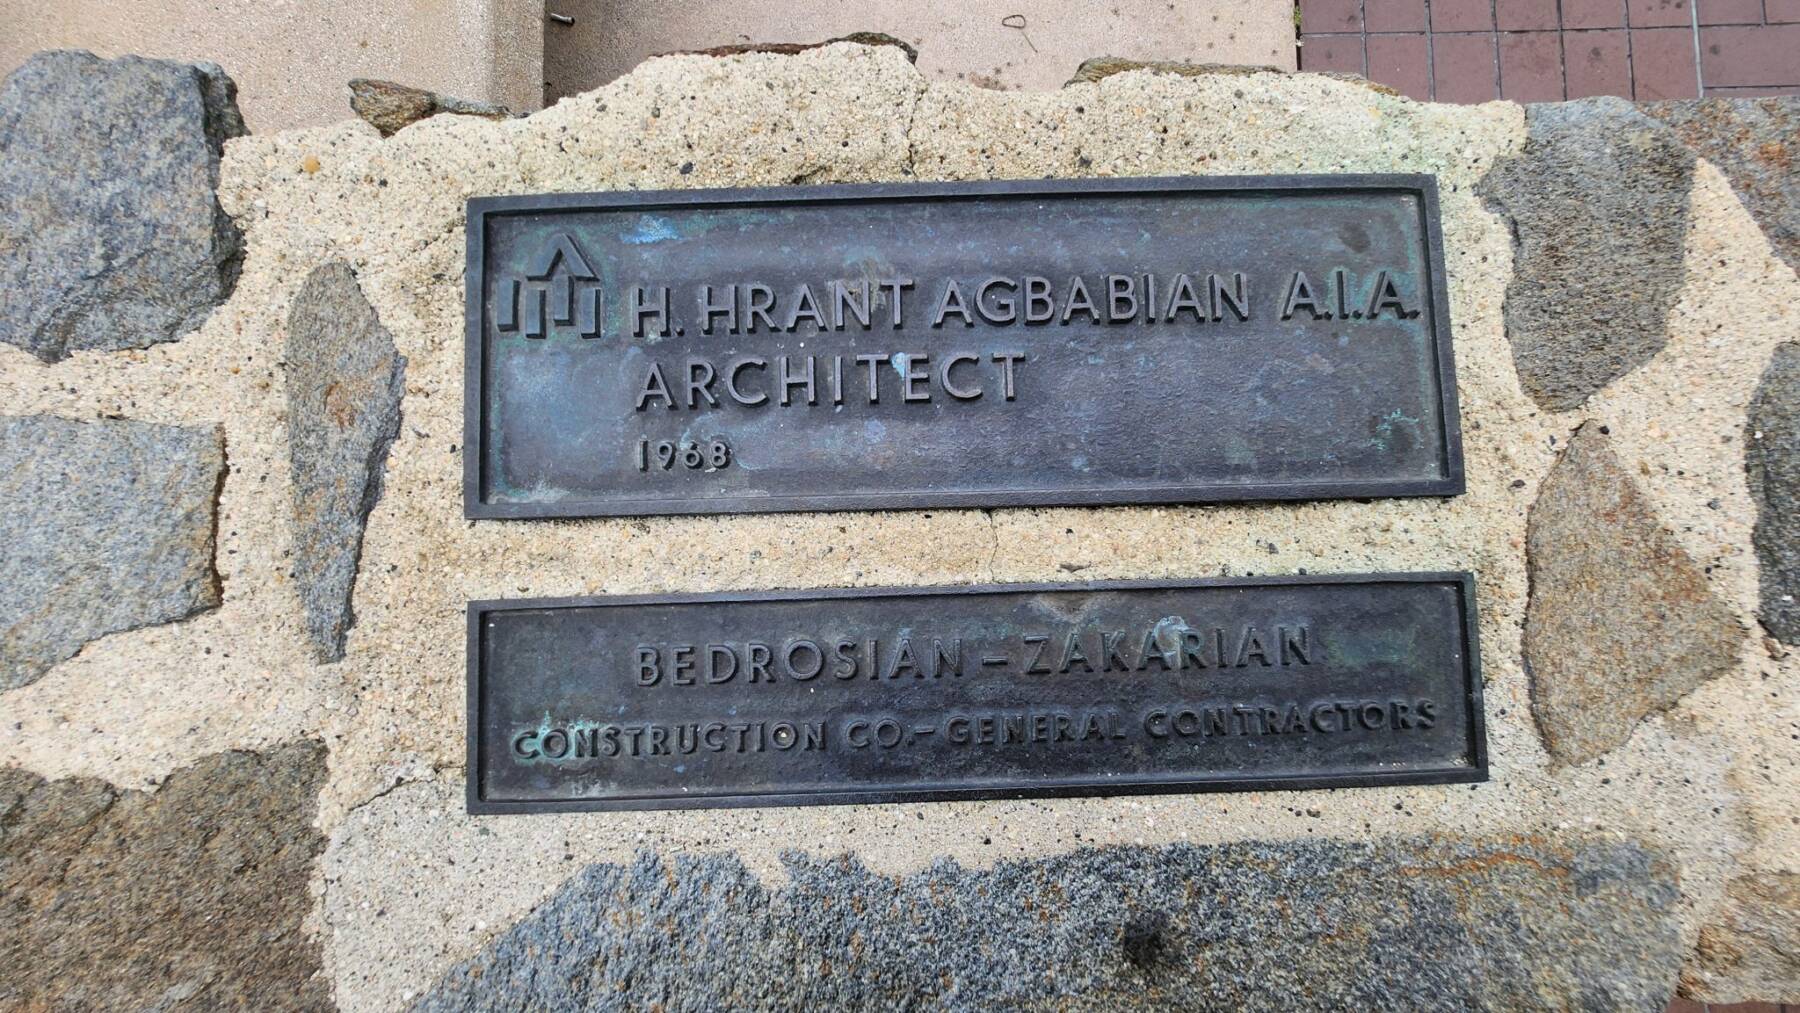 H. HRANT AGBABIAN A.I.A.
ARCHITECT
1968
BEDROSIAN – ZAKARIAN
CONSTRUCTION CO.– GENERAL CONTRACTORS